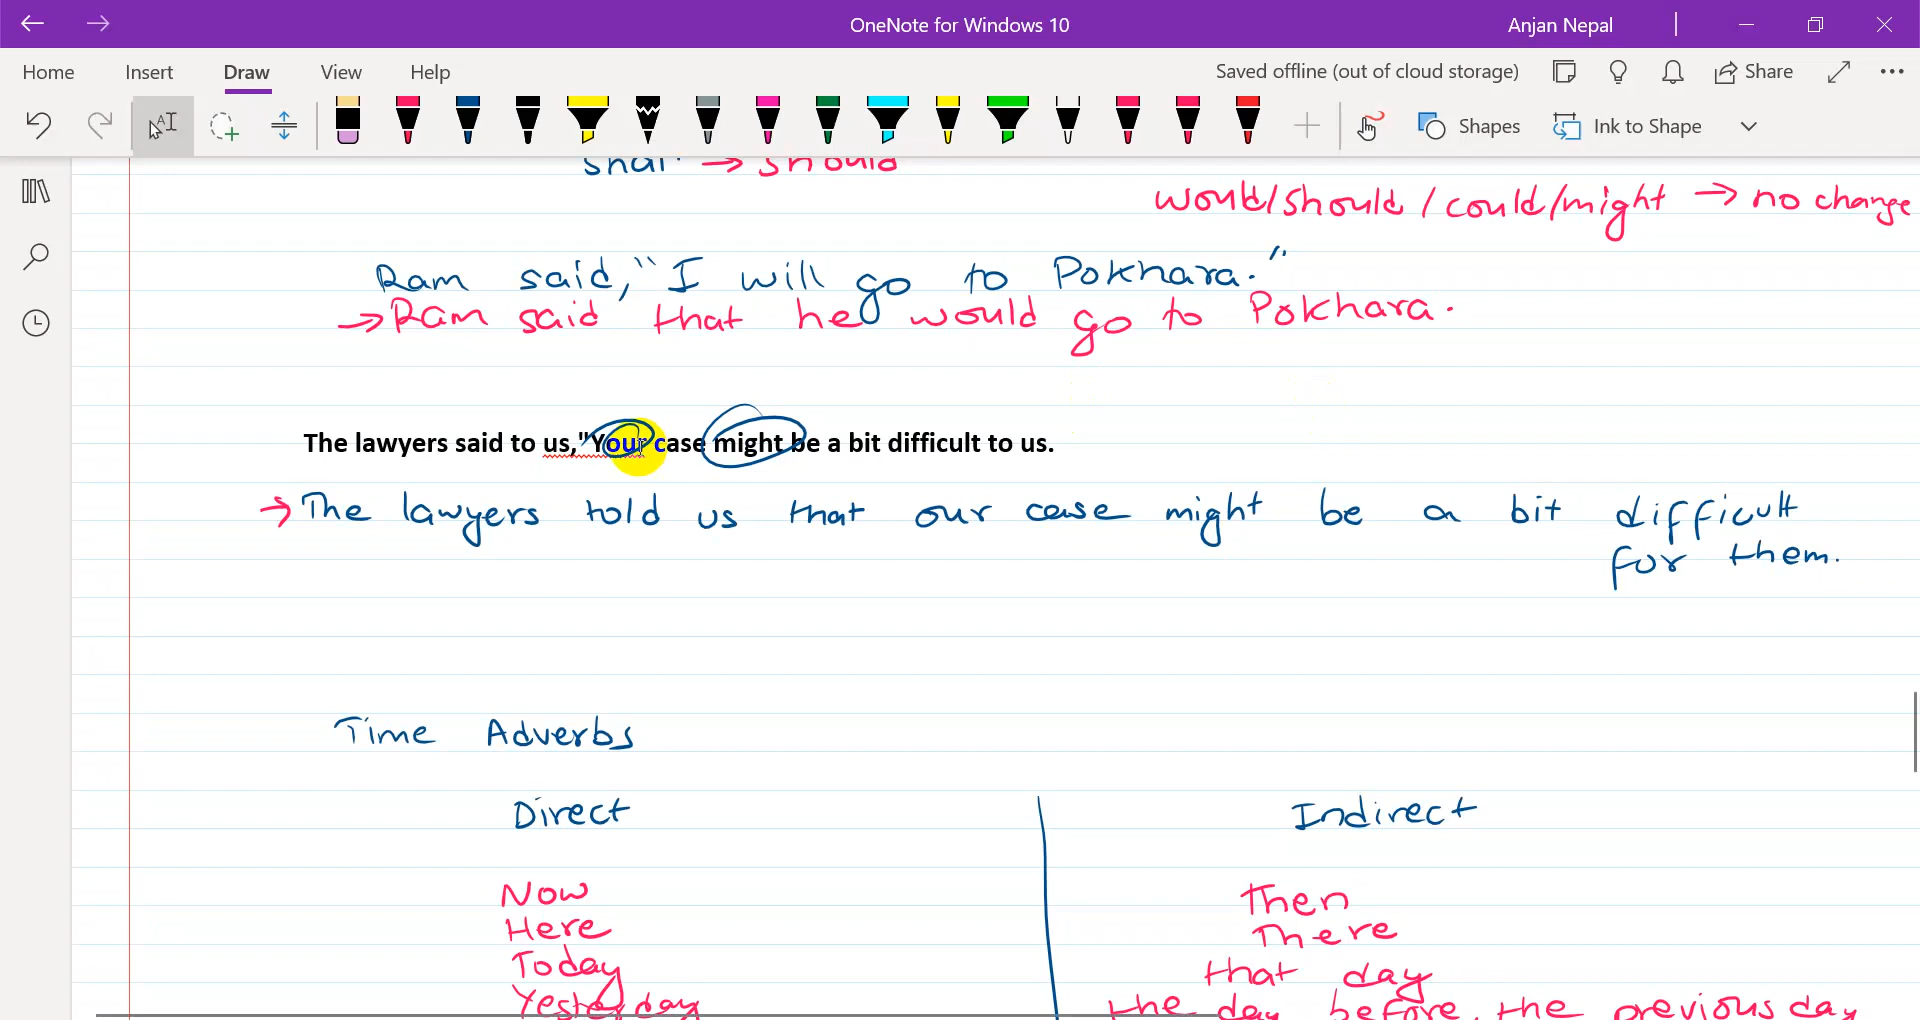 OneNote for Windows 10
Anjan Nepal
Home Insert Draw View Help
Saved offline (out of cloud storage)
Share
Shapes
Ink to Shape
shall → should
would/should / could/might → no change
Ram said, "I will go to Pokhara."
→ Ram said that he would go to Pokhara.
The lawyers said to us,"Your case might be a bit difficult to us.
→ The lawyers told us that our case might be a bit difficult
for them.
Time Adverbs
Direct Indirect
Now Then
Here There
Today that day
Yesterday the day before, the previous day